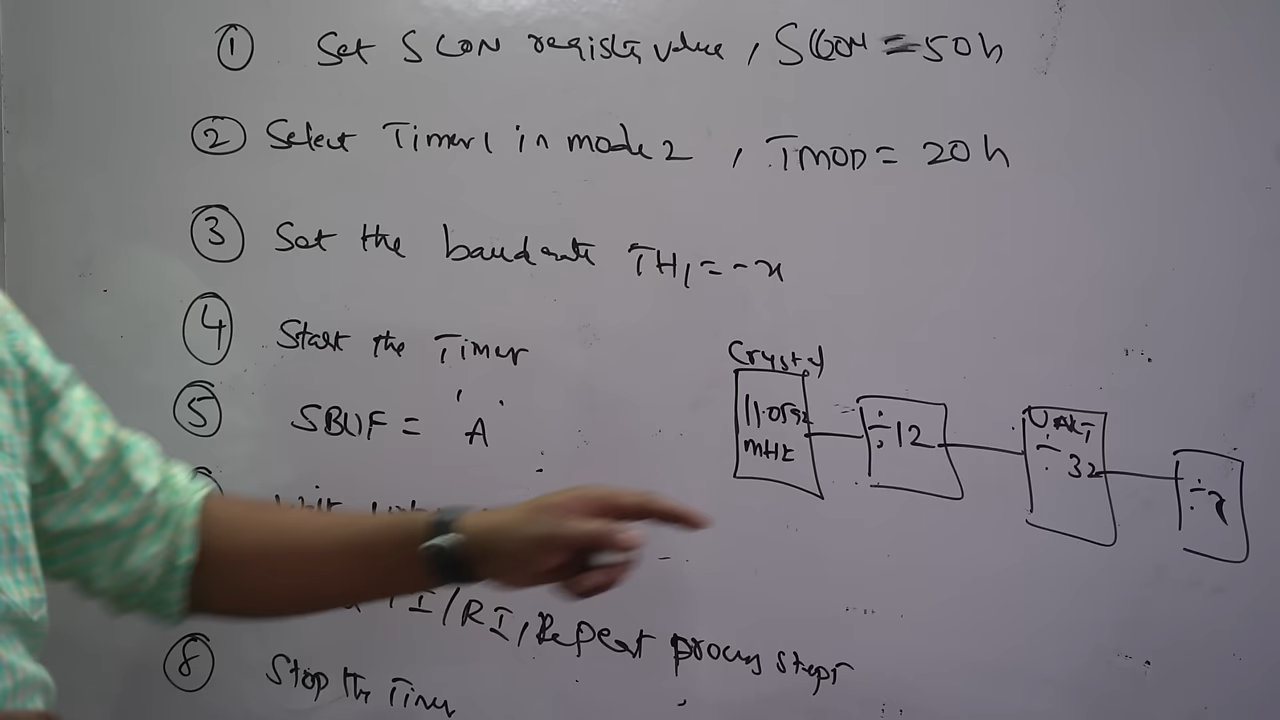 ① Set SCON register value, SCON = 50h
② Select Timer1 in mode 2, TMOD = 20h
③ Set the baud rate TH1 = -x
④ Start the Timer
⑤ SBUF = 'A'
TI/RI, Repeat process steps
⑧ Stop the Timer
Crystal
11.0592
MHz
÷12
UART
÷ 32
÷x